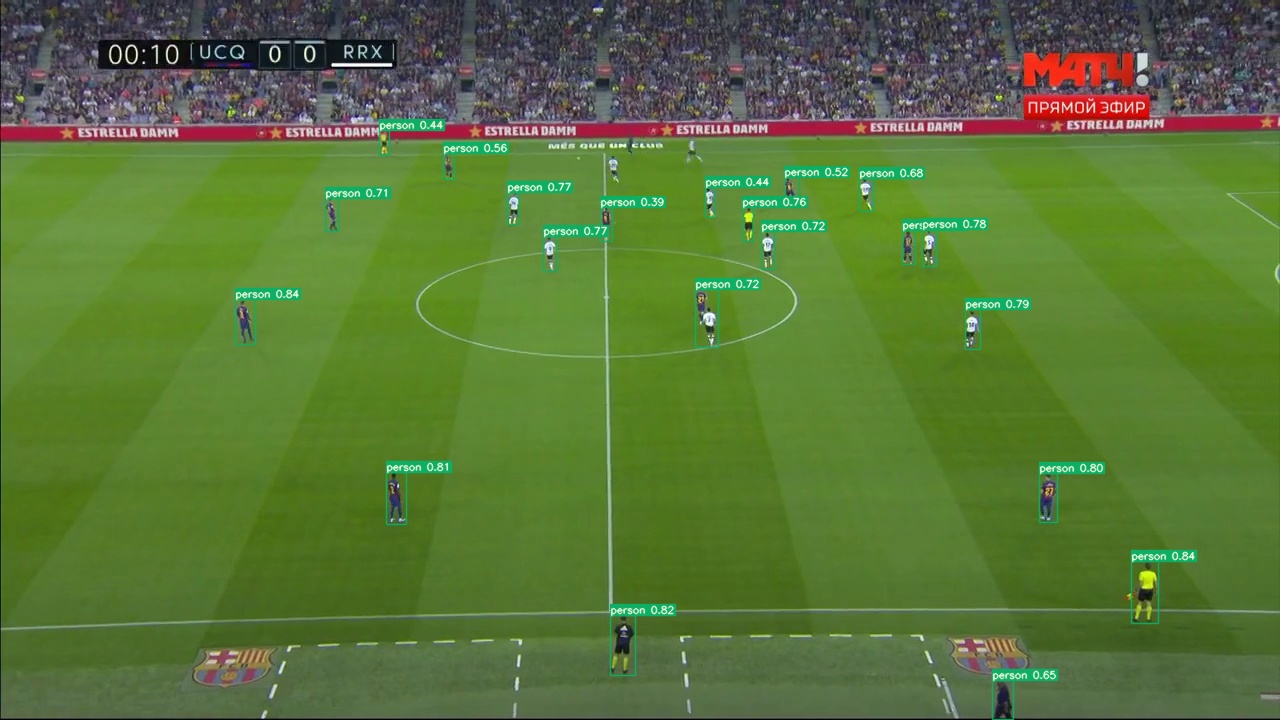 00:10 UCQ 0 0 RRX
МАТЧ!
ПРЯМОЙ ЭФИР
ESTRELLA DAMM ESTRELLA DAMM ESTRELLA DAMM ESTRELLA DAMM ESTRELLA DAMM ESTRELLA DAMM
person 0.44
MÉS QUE UN CLUB
person 0.56
person 0.52
person 0.68
person 0.44
person 0.77
person 0.71
person 0.39
person 0.76
person 0.72
pers
person 0.78
person 0.77
person 0.72
person 0.84
person 0.79
person 0.81
person 0.80
person 0.84
person 0.82
person 0.65